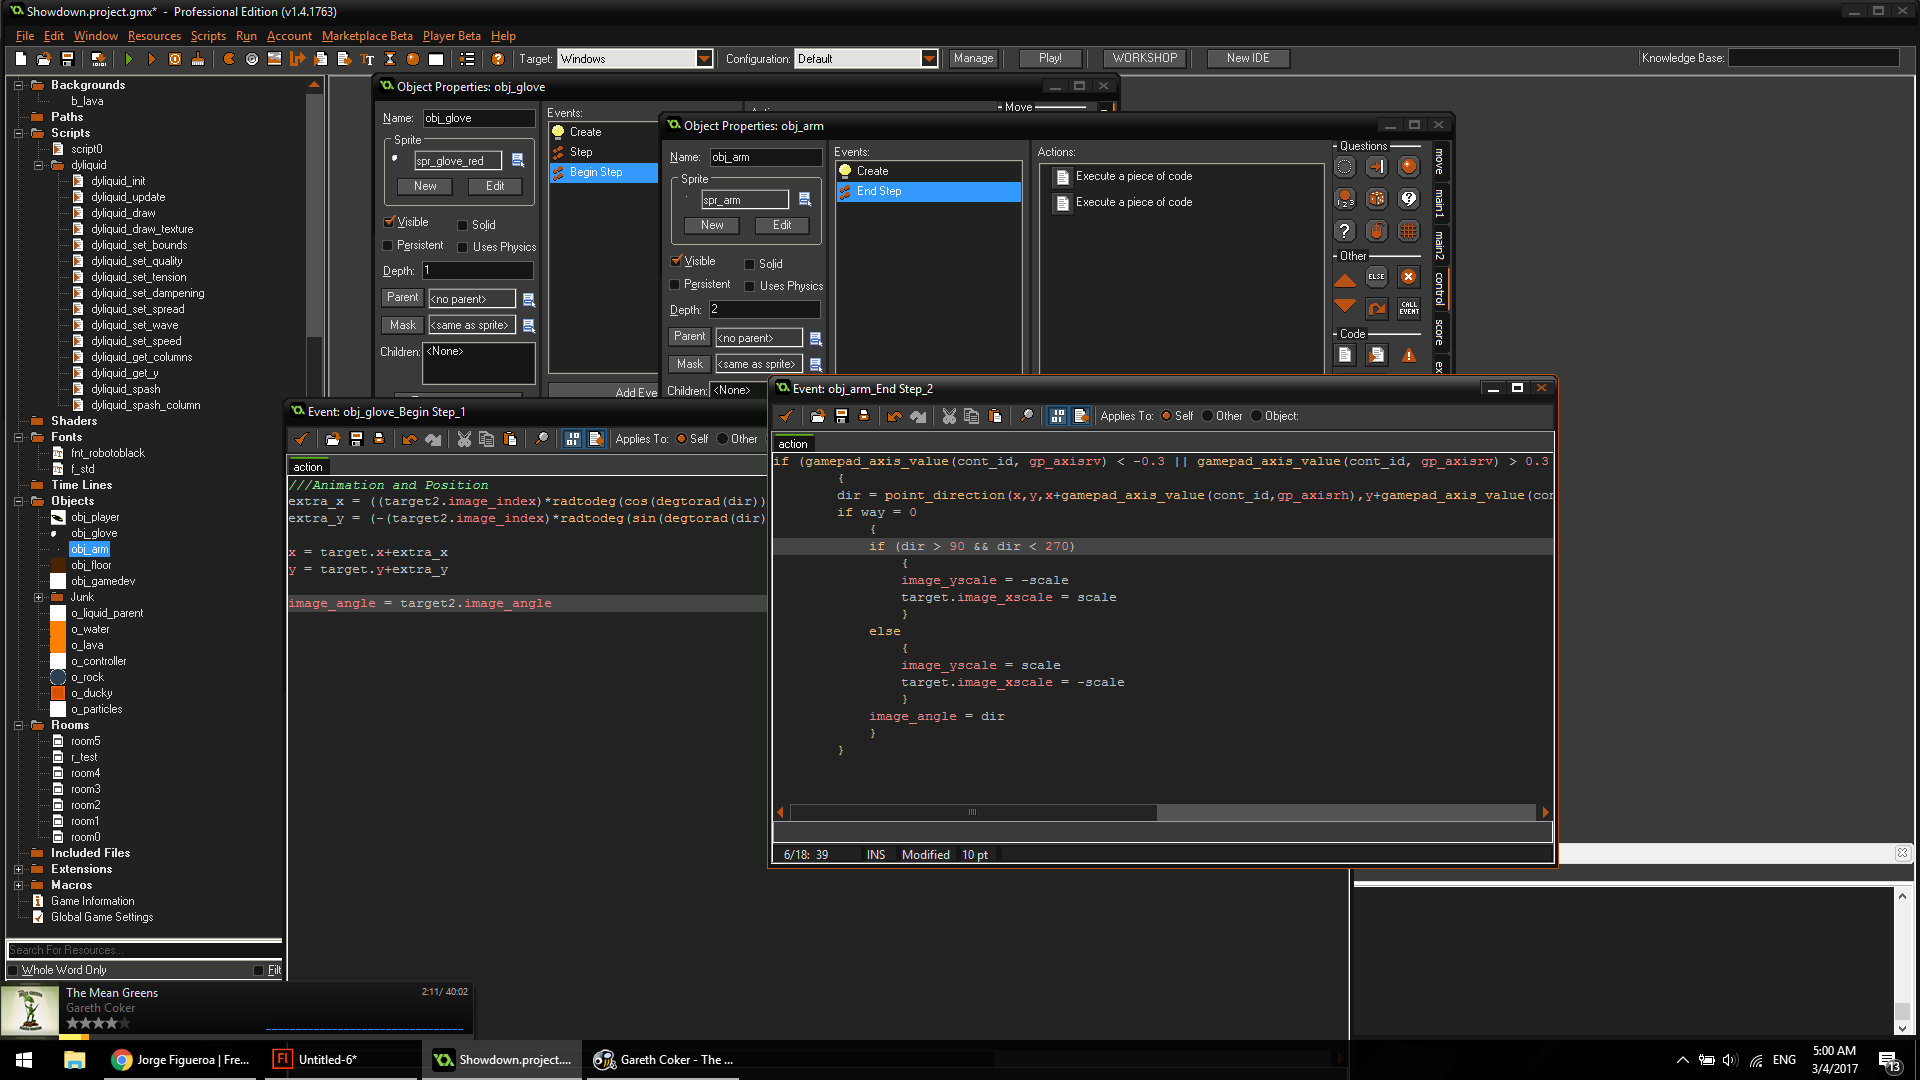 Showdown.project.gmx* - Professional Edition (v1.4.1763)
File Edit Window Resources Scripts Run Account Marketplace Beta Player Beta Help
Target: Windows Configuration: Default Manage Play! WORKSHOP New IDE Knowledge Base:
Backgrounds
b_lava
Paths
Scripts
script0
dyliquid
dyliquid_init
dyliquid_update
dyliquid_draw
dyliquid_draw_texture
dyliquid_set_bounds
dyliquid_set_quality
dyliquid_set_tension
dyliquid_set_dampening
dyliquid_set_spread
dyliquid_set_wave
dyliquid_set_speed
dyliquid_get_columns
dyliquid_get_y
dyliquid_spash
dyliquid_spash_column
Shaders
Fonts
fnt_robotoblack
f_std
Time Lines
Objects
obj_player
obj_glove
obj_arm
obj_floor
obj_gamedev
Junk
o_liquid_parent
o_water
o_lava
o_controller
o_rock
o_ducky
o_particles
Rooms
room5
r_test
room4
room3
room2
room1
room0
Included Files
Extensions
Macros
Game Information
Global Game Settings
Search For Resources...
Whole Word Only Filt
Object Properties: obj_glove
Name: obj_glove
Sprite
spr_glove_red
New Edit
Visible Solid
Persistent Uses Physics
Depth: 1
Parent <no parent>
Mask <same as sprite>
Children: <None>
Events:
Create
Step
Begin Step
Add Eve
Move
Object Properties: obj_arm
Name: obj_arm
Sprite
spr_arm
New Edit
Visible Solid
Persistent Uses Physics
Depth: 2
Parent <no parent>
Mask <same as sprite>
Children: <None>
Events:
Create
End Step
Actions:
Execute a piece of code
Execute a piece of code
Questions
Other
ELSE
CALL EVENT
Code
move
main1
main2
control
score
Event: obj_glove_Begin Step_1
Applies To: Self Other
action
///Animation and Position
extra_x = ((target2.image_index)*radtodeg(cos(degtorad(dir))
extra_y = (-(target2.image_index)*radtodeg(sin(degtorad(dir)
x = target.x+extra_x
y = target.y+extra_y
image_angle = target2.image_angle
Event: obj_arm_End Step_2
Applies To: Self Other Object:
action
if (gamepad_axis_value(cont_id, gp_axisrv) < -0.3 || gamepad_axis_value(cont_id, gp_axisrv) > 0.3
{
dir = point_direction(x,y,x+gamepad_axis_value(cont_id,gp_axisrh),y+gamepad_axis_value(con
if way = 0
{
if (dir > 90 && dir < 270)
{
image_yscale = -scale
target.image_xscale = scale
}
else
{
image_yscale = scale
target.image_xscale = -scale
}
image_angle = dir
}
}
6/18: 39 INS Modified 10 pt
The Mean Greens 2:11/ 40:02
Gareth Coker
Jorge Figueroa | Fre... Untitled-6* Showdown.project.... Gareth Coker - The ...
ENG 5:00 AM
3/4/2017
13